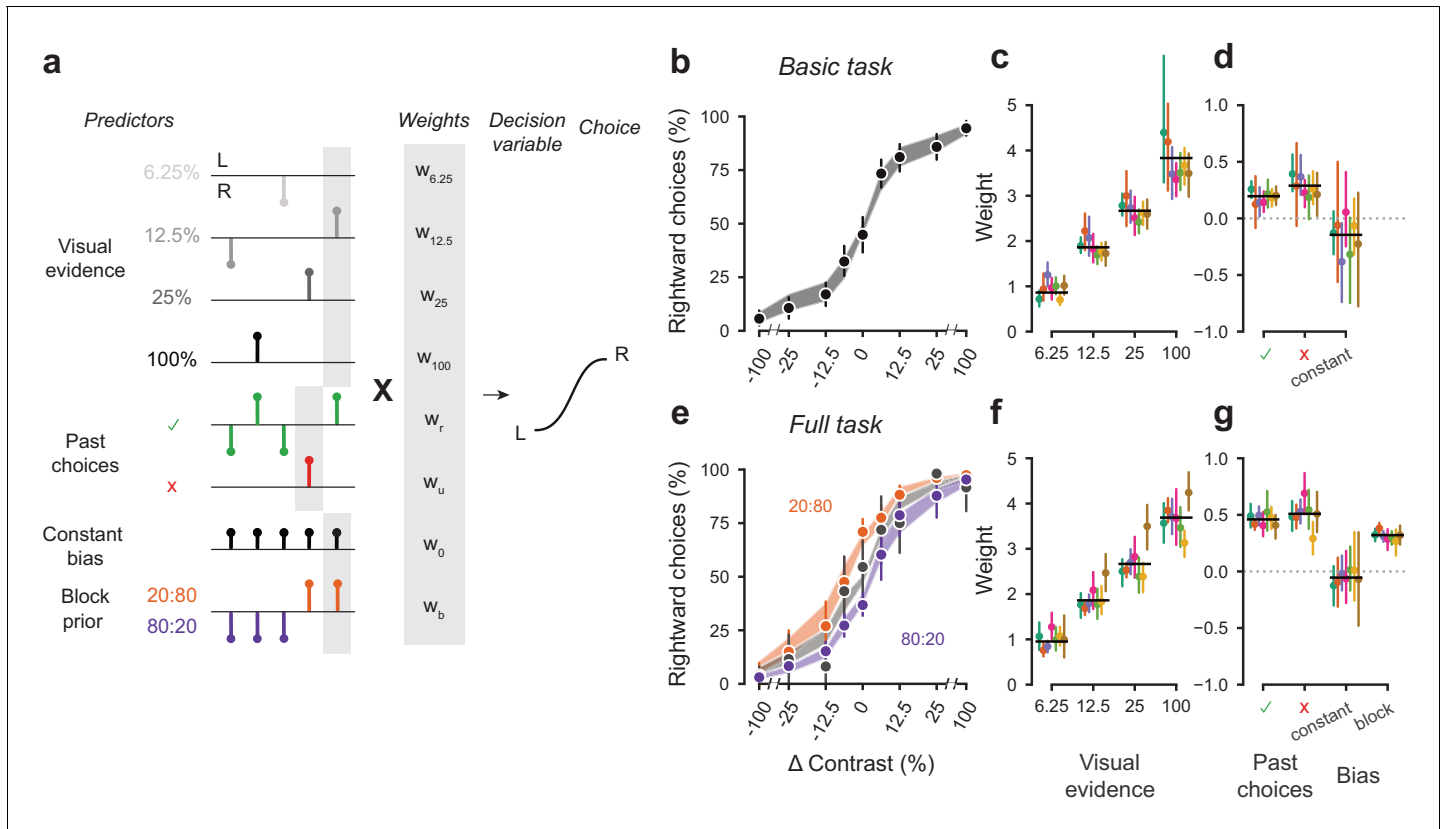 a
Predictors
Weights
Decision variable
Choice
Visual evidence
6.25%
L
R
12.5%
25%
100%
Past choices
✓
x
Constant bias
Block prior
20:80
80:20
X
w6.25
w12.5
w25
w100
wr
wu
w0
wb
L
R
b
Basic task
Rightward choices (%)
100
75
50
25
0
-100
-25
-12.5
0
12.5
25
100
c
Weight
5
4
3
2
1
0
6.25
12.5
25
100
d
1.0
0.5
0.0
−0.5
−1.0
✓
x
constant
e
Full task
Rightward choices (%)
100
75
50
25
0
20:80
80:20
-100
-25
-12.5
0
12.5
25
100
Δ Contrast (%)
f
Weight
5
4
3
2
1
0
6.25
12.5
25
100
Visual evidence
g
1.0
0.5
0.0
−0.5
−1.0
✓
x
constant
block
Past choices
Bias